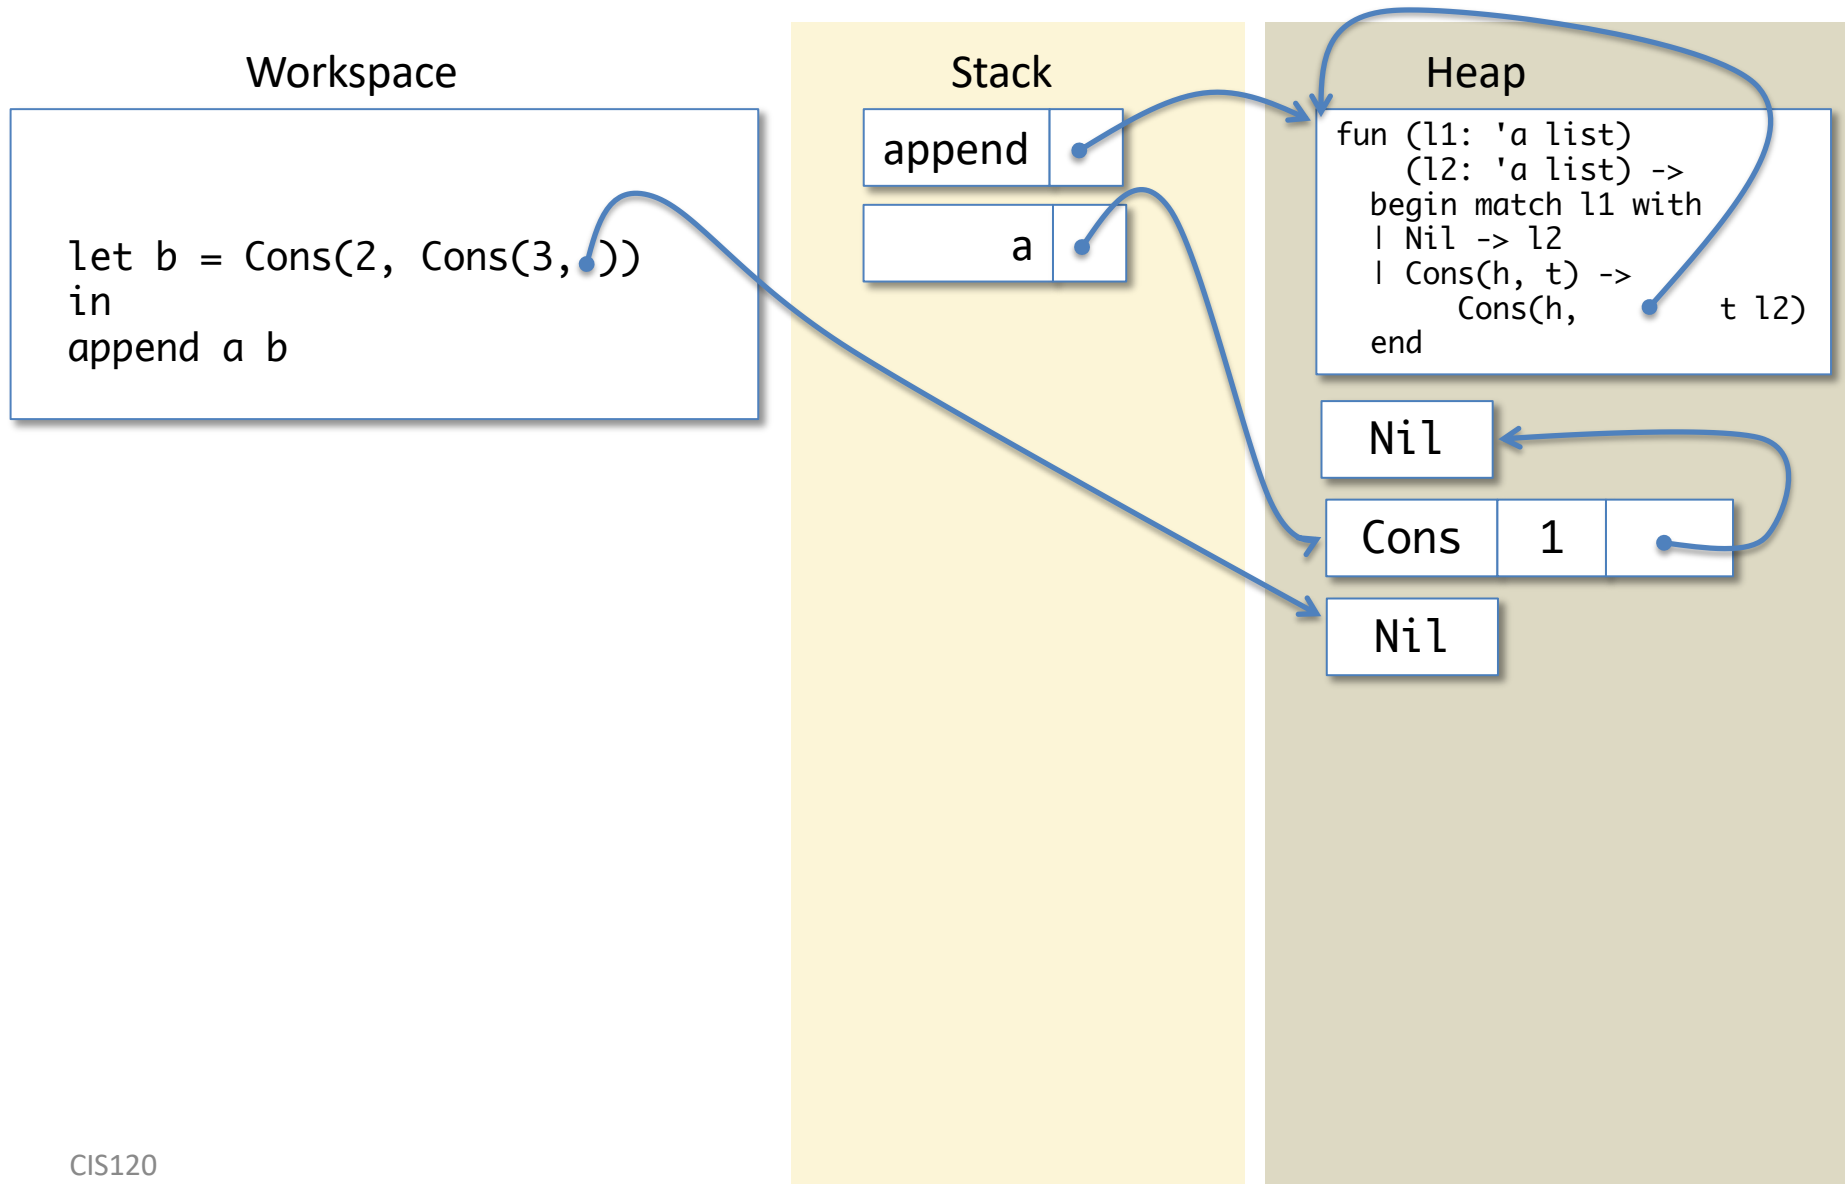 Workspace
let b = Cons(2, Cons(3, ))
in
append a b
Stack
append
a
Heap
fun (l1: 'a list)
(l2: 'a list) ->
begin match l1 with
| Nil -> l2
| Cons(h, t) ->
Cons(h, t l2)
end
Nil
Cons 1
Nil
CIS120